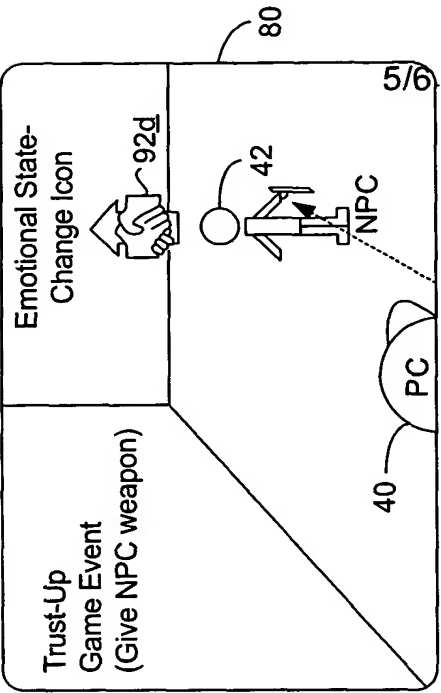 Trust-Up
Game Event
(Give NPC weapon)
Emotional State-
Change Icon
92d
42
80
NPC
PC
40
5/6